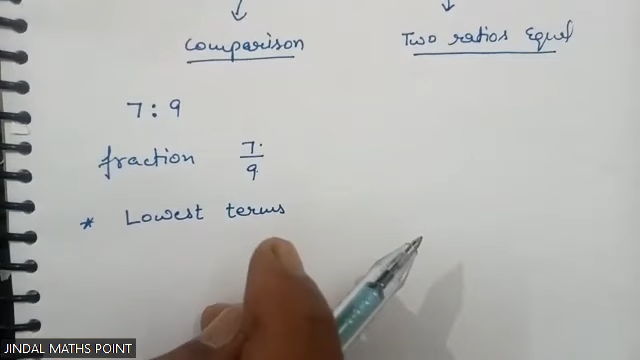 Comparison
Two ratios Equal
7 : 9
fraction 7/9
* Lowest terms
JINDAL MATHS POINT